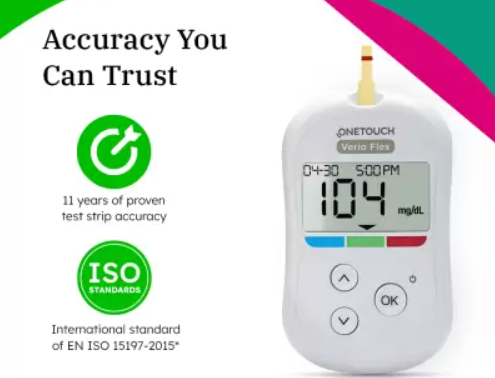 Accuracy You
Can Trust
11 years of proven
test strip accuracy
ISO
STANDARDS
International standard
of EN ISO 15197-2015*
ONETOUCH
Verio Flex
04-30 5:00PM
104
mg/dL
OK